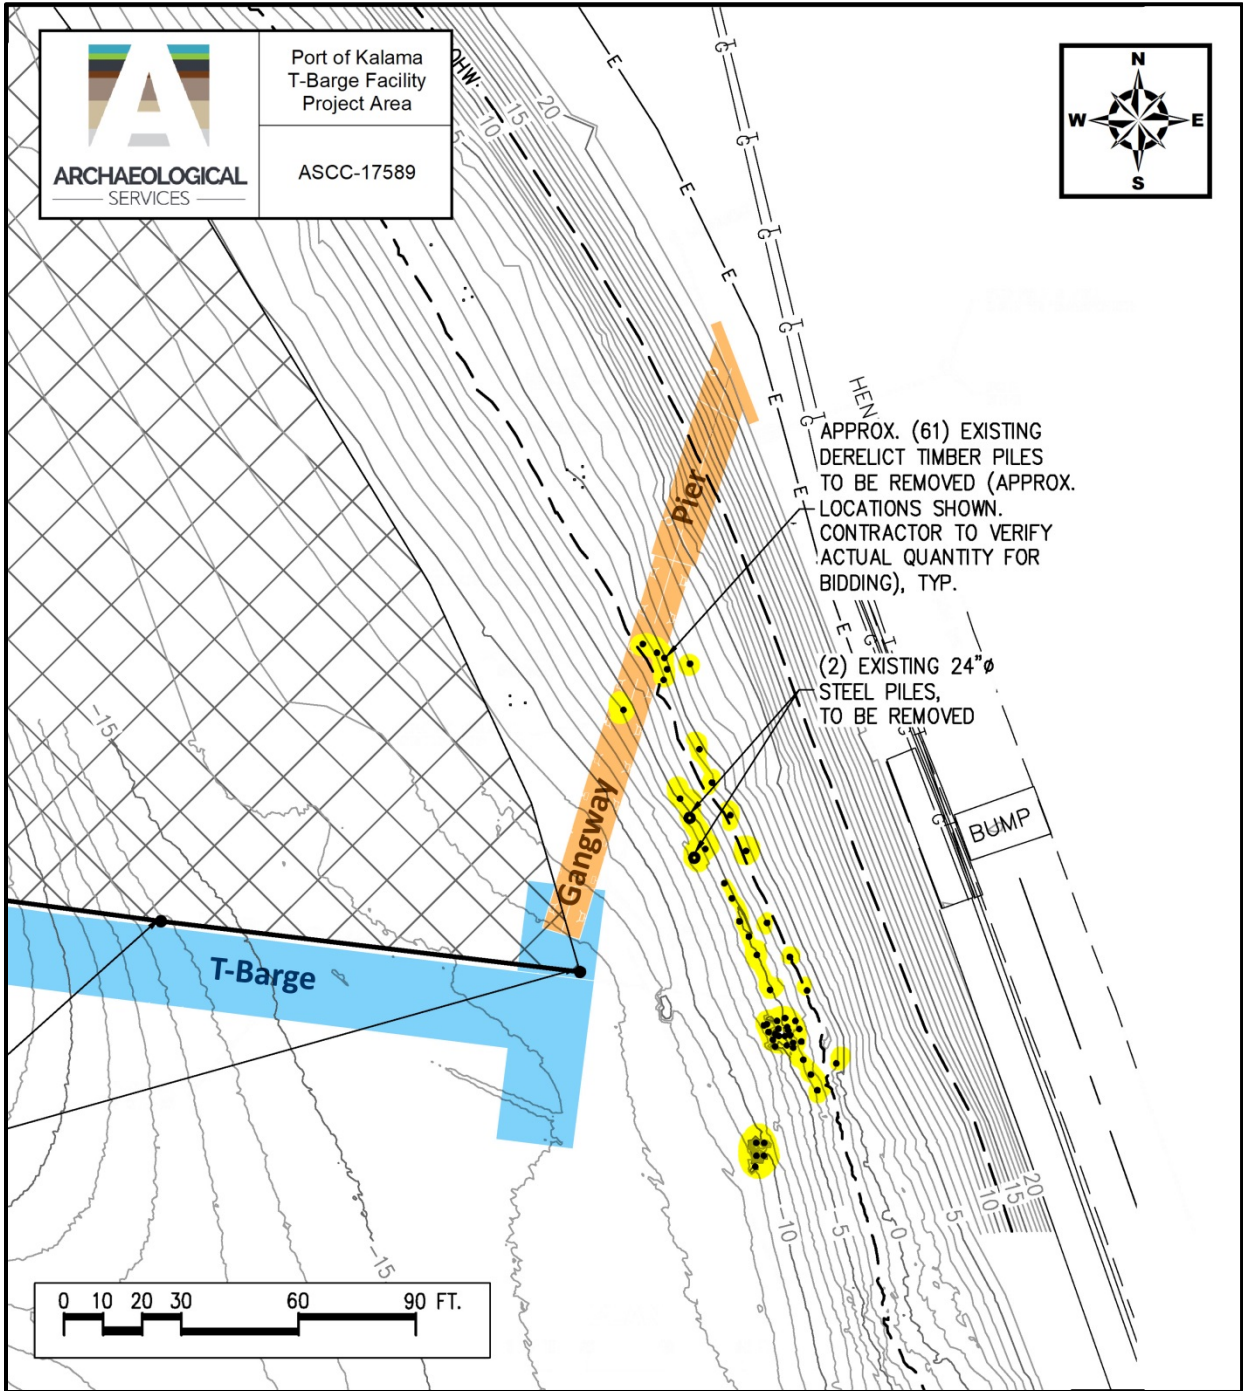 ARCHAEOLOGICAL
SERVICES
Port of Kalama
T-Barge Facility
Project Area
ASCC-17589
N
W
E
S
OHW.
5
10
15
20
E
E
E
E
E
E
E
E
T
G
T
G
T
G
T
G
T
G
HEN
APPROX. (61) EXISTING
DERELICT TIMBER PILES
TO BE REMOVED (APPROX.
LOCATIONS SHOWN.
CONTRACTOR TO VERIFY
ACTUAL QUANTITY FOR
BIDDING), TYP.
Pier
(2) EXISTING 24"ø
STEEL PILES,
TO BE REMOVED
-15
Gangway
BUMP
T-Barge
-10
-5
0
5
10
15
20
-15
0 10 20 30 60 90 FT.